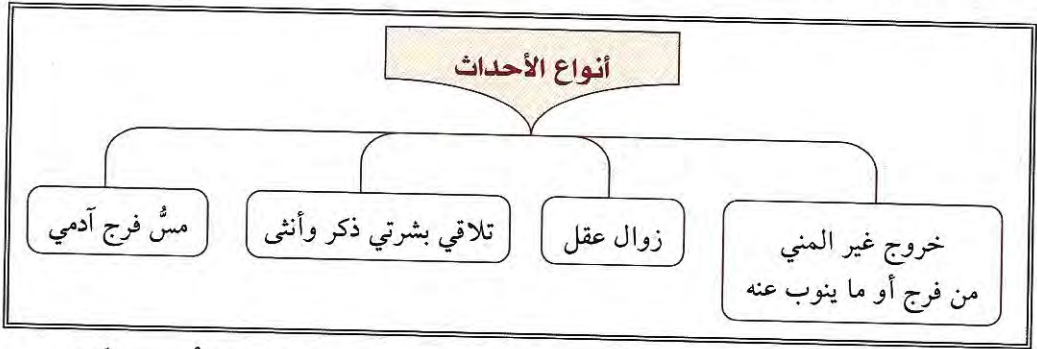 أنواع الأحداث
خروج غير المني
من فرج أو ما ينوب عنه
زوال عقل
تلاقي بشرتي ذكر وأنثى
مسُّ فرج آدمي